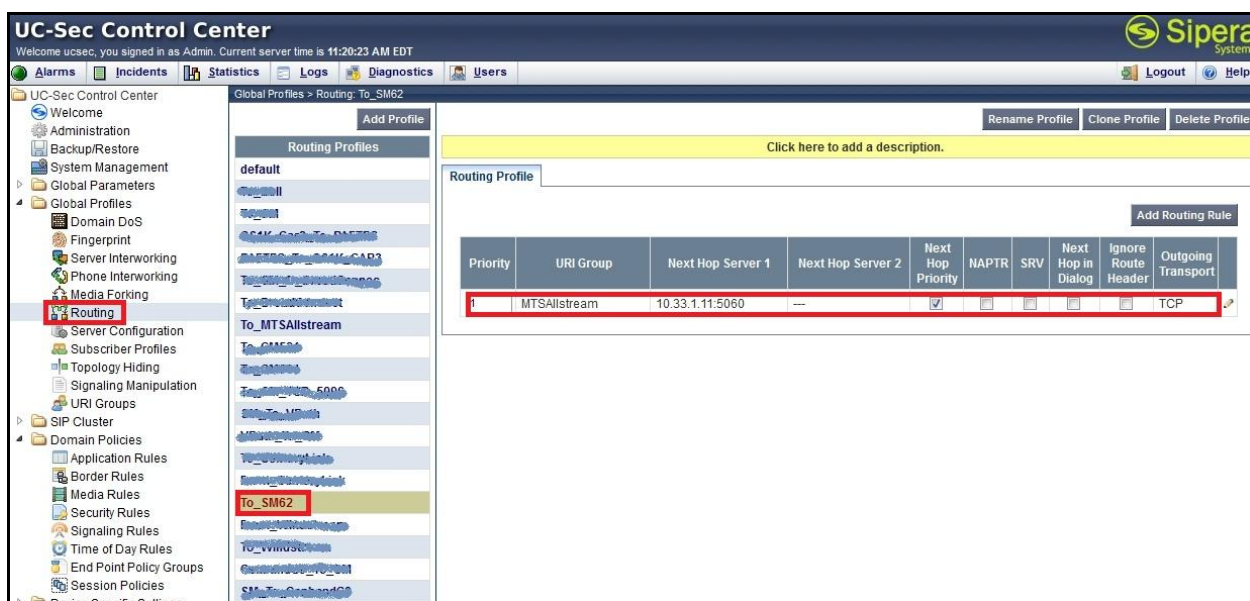 UC-Sec Control Center
Welcome ucsec, you signed in as Admin. Current server time is 11:20:23 AM EDT
Sipera
System
Alarms Incidents Statistics Logs Diagnostics Users Logout Help
UC-Sec Control Center
Welcome
Administration
Backup/Restore
System Management
Global Parameters
Global Profiles
Domain DoS
Fingerprint
Server Interworking
Phone Interworking
Media Forking
Routing
Server Configuration
Subscriber Profiles
Topology Hiding
Signaling Manipulation
URI Groups
SIP Cluster
Domain Policies
Application Rules
Border Rules
Media Rules
Security Rules
Signaling Rules
Time of Day Rules
End Point Policy Groups
Session Policies
Global Profiles > Routing: To_SM62
Add Profile
Routing Profiles
default
To_MTSAllstream
To_SM62
Rename Profile Clone Profile Delete Profile
Click here to add a description.
Routing Profile
Add Routing Rule
Priority URI Group Next Hop Server 1 Next Hop Server 2 Next Hop Priority NAPTR SRV Next Hop in Dialog Ignore Route Header Outgoing Transport
1 MTSAllstream 10.33.1.11:5060 --- TCP